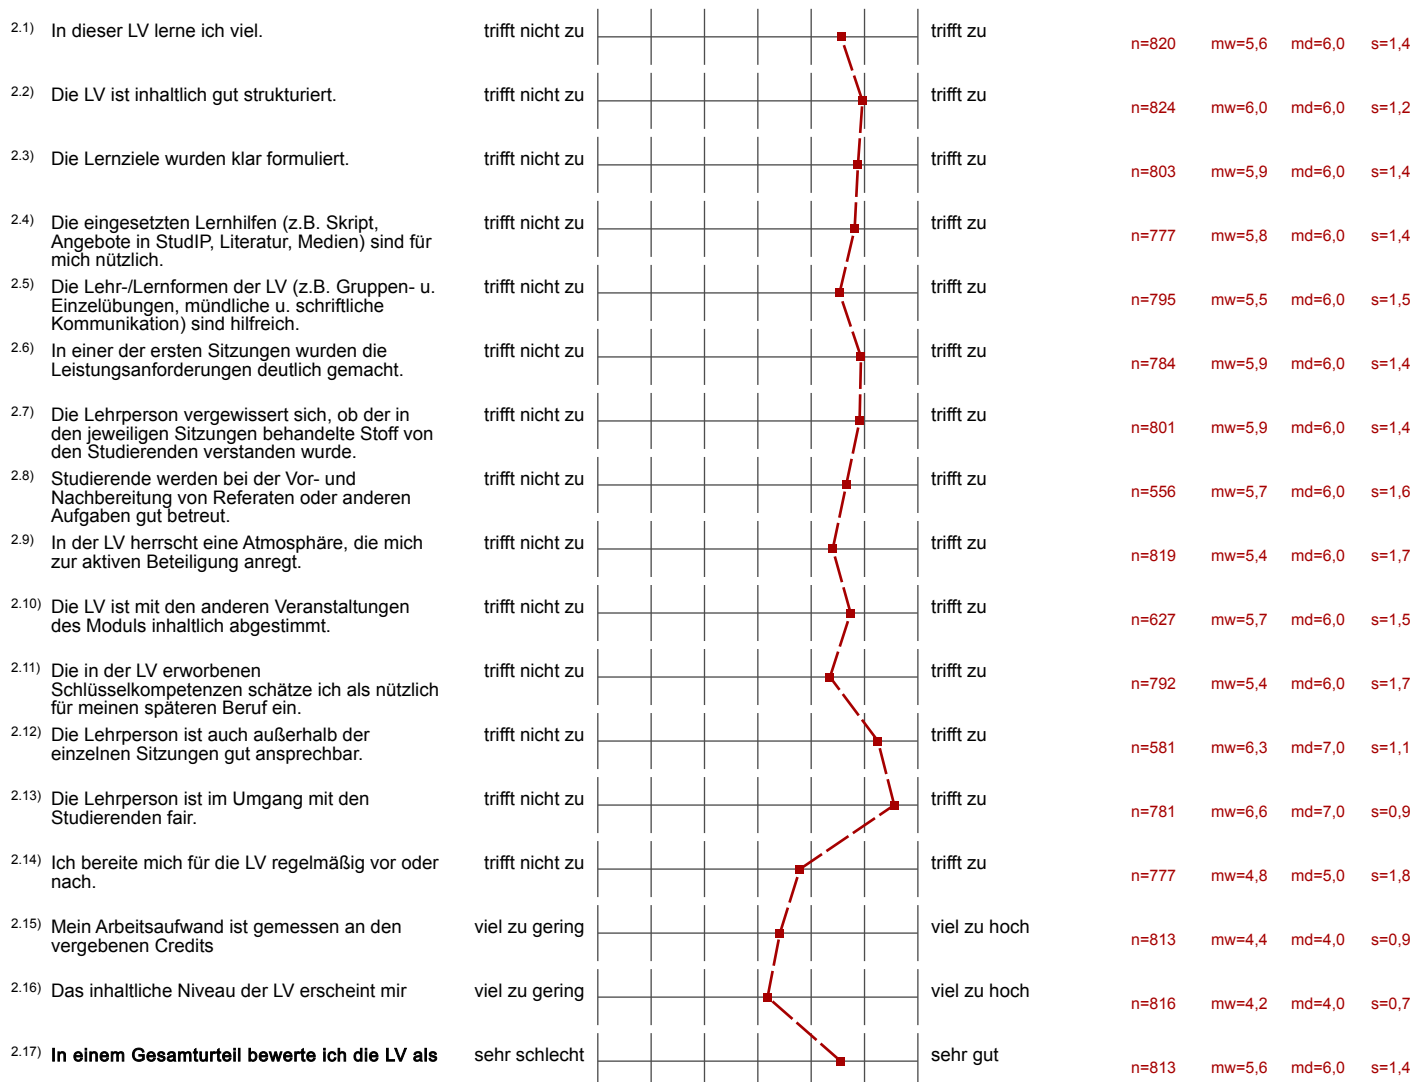 2.1) In dieser LV lerne ich viel. trifft nicht zu trifft zu n=820 mw=5,6 md=6,0 s=1,4
2.2) Die LV ist inhaltlich gut strukturiert. trifft nicht zu trifft zu n=824 mw=6,0 md=6,0 s=1,2
2.3) Die Lernziele wurden klar formuliert. trifft nicht zu trifft zu n=803 mw=5,9 md=6,0 s=1,4
2.4) Die eingesetzten Lernhilfen (z.B. Skript, trifft nicht zu trifft zu n=777 mw=5,8 md=6,0 s=1,4
Angebote in StudIP, Literatur, Medien) sind für
mich nützlich.
2.5) Die Lehr-/Lernformen der LV (z.B. Gruppen- u. trifft nicht zu trifft zu n=795 mw=5,5 md=6,0 s=1,5
Einzelübungen, mündliche u. schriftliche
Kommunikation) sind hilfreich.
2.6) In einer der ersten Sitzungen wurden die trifft nicht zu trifft zu n=784 mw=5,9 md=6,0 s=1,4
Leistungsanforderungen deutlich gemacht.
2.7) Die Lehrperson vergewissert sich, ob der in trifft nicht zu trifft zu n=801 mw=5,9 md=6,0 s=1,4
den jeweiligen Sitzungen behandelte Stoff von
den Studierenden verstanden wurde.
2.8) Studierende werden bei der Vor- und trifft nicht zu trifft zu n=556 mw=5,7 md=6,0 s=1,6
Nachbereitung von Referaten oder anderen
Aufgaben gut betreut.
2.9) In der LV herrscht eine Atmosphäre, die mich trifft nicht zu trifft zu n=819 mw=5,4 md=6,0 s=1,7
zur aktiven Beteiligung anregt.
2.10) Die LV ist mit den anderen Veranstaltungen trifft nicht zu trifft zu n=627 mw=5,7 md=6,0 s=1,5
des Moduls inhaltlich abgestimmt.
2.11) Die in der LV erworbenen trifft nicht zu trifft zu n=792 mw=5,4 md=6,0 s=1,7
Schlüsselkompetenzen schätze ich als nützlich
für meinen späteren Beruf ein.
2.12) Die Lehrperson ist auch außerhalb der trifft nicht zu trifft zu n=581 mw=6,3 md=7,0 s=1,1
einzelnen Sitzungen gut ansprechbar.
2.13) Die Lehrperson ist im Umgang mit den trifft nicht zu trifft zu n=781 mw=6,6 md=7,0 s=0,9
Studierenden fair.
2.14) Ich bereite mich für die LV regelmäßig vor oder trifft nicht zu trifft zu n=777 mw=4,8 md=5,0 s=1,8
nach.
2.15) Mein Arbeitsaufwand ist gemessen an den viel zu gering viel zu hoch n=813 mw=4,4 md=4,0 s=0,9
vergebenen Credits
2.16) Das inhaltliche Niveau der LV erscheint mir viel zu gering viel zu hoch n=816 mw=4,2 md=4,0 s=0,7
2.17) In einem Gesamturteil bewerte ich die LV als sehr schlecht sehr gut n=813 mw=5,6 md=6,0 s=1,4